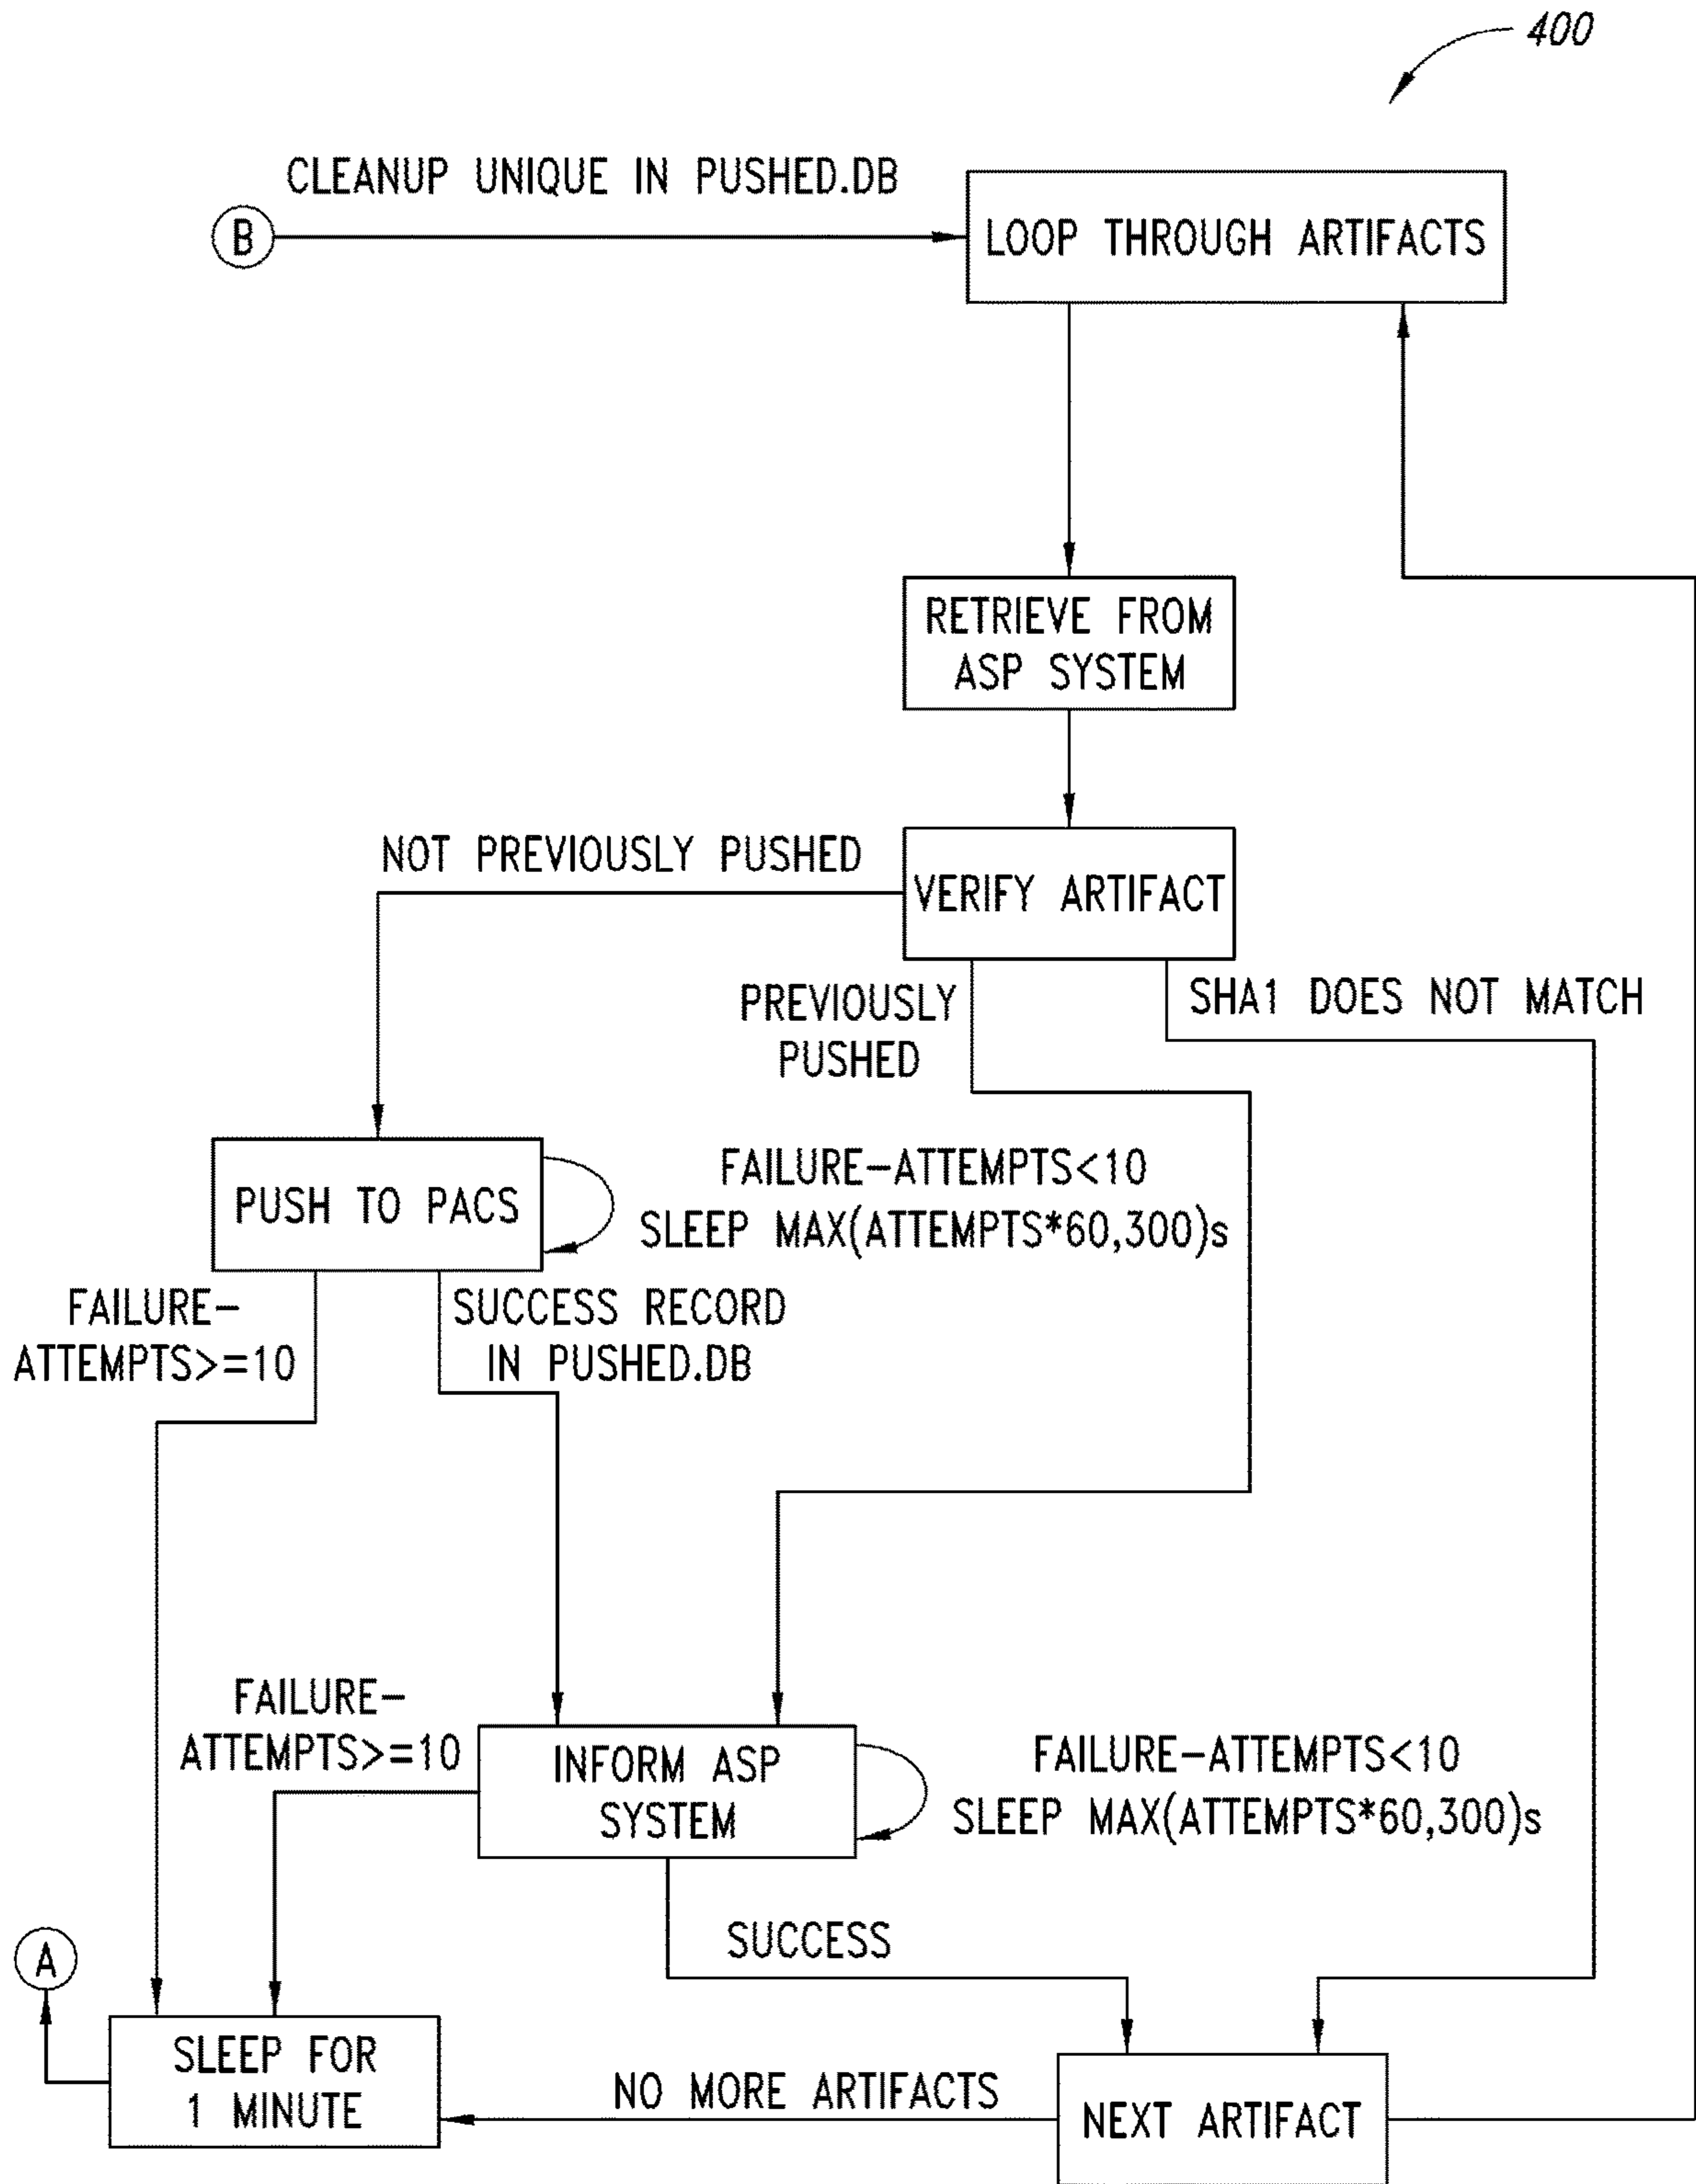 400
CLEANUP UNIQUE IN PUSHED.DB
B
LOOP THROUGH ARTIFACTS
RETRIEVE FROM
ASP SYSTEM
NOT PREVIOUSLY PUSHED
VERIFY ARTIFACT
PREVIOUSLY
PUSHED
SHA1 DOES NOT MATCH
PUSH TO PACS
FAILURE-ATTEMPTS<10
SLEEP MAX(ATTEMPTS*60,300)s
FAILURE-
ATTEMPTS>=10
SUCCESS RECORD
IN PUSHED.DB
FAILURE-
ATTEMPTS>=10
INFORM ASP
SYSTEM
FAILURE-ATTEMPTS<10
SLEEP MAX(ATTEMPTS*60,300)s
SUCCESS
A
SLEEP FOR
1 MINUTE
NO MORE ARTIFACTS
NEXT ARTIFACT